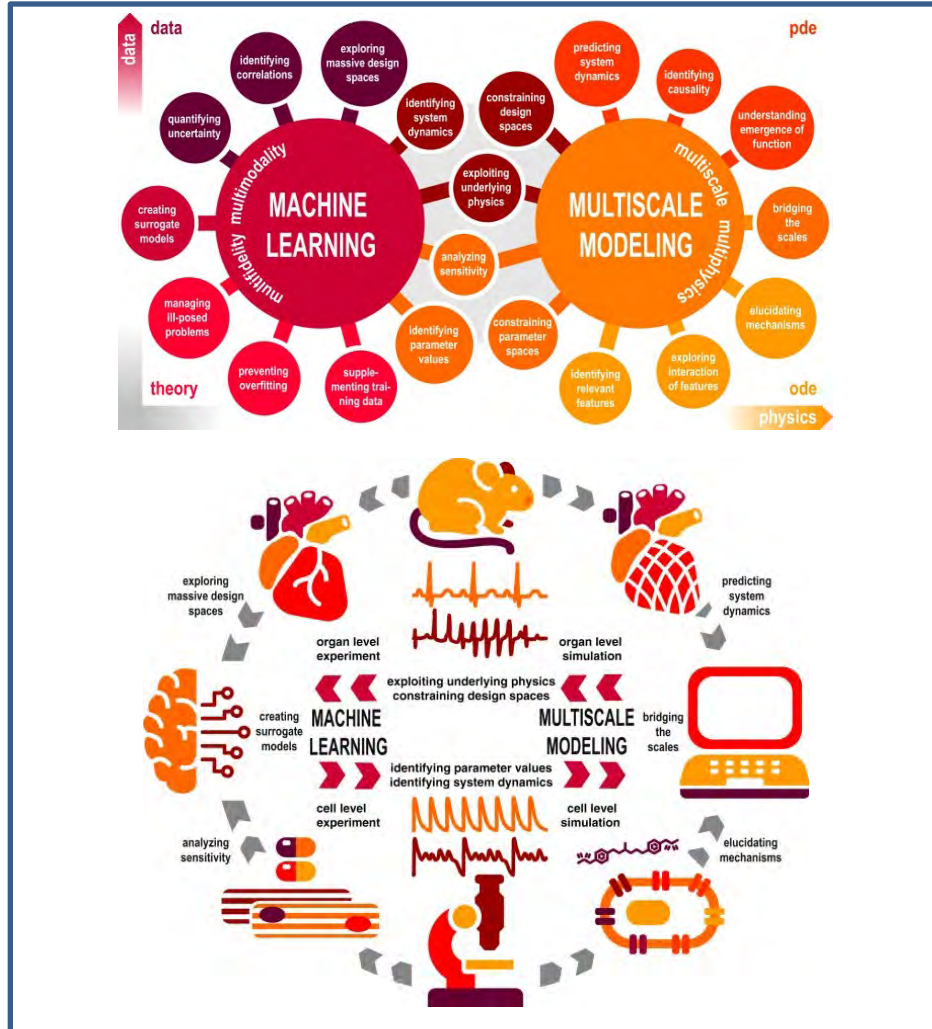 data
data
pde
identifying
correlations
exploring
massive design
spaces
quantifying
uncertainty
identifying
system
dynamics
constraining
design
spaces
predicting
system
dynamics
identifying
causality
understanding
emergence of
function
multifidelity multimodality
MACHINE
LEARNING
exploiting
underlying
physics
MULTISCALE
MODELING
multiscale multiphysics
creating
surrogate
models
bridging
the
scales
analyzing
sensitivity
managing
ill-posed
problems
identifying
parameter
values
constraining
parameter
spaces
elucidating
mechanisms
preventing
overfitting
supple-
menting trai-
ning data
identifying
relevant
features
exploring
interaction
of features
theory
ode
physics
exploring
massive design
spaces
predicting
system
dynamics
organ level
experiment
organ level
simulation
exploiting underlying physics
constraining design spaces
creating
surrogate
models
MACHINE
LEARNING
MULTISCALE
MODELING
bridging
the
scales
identifying parameter values
identifying system dynamics
cell level
experiment
cell level
simulation
analyzing
sensitivity
elucidating
mechanisms